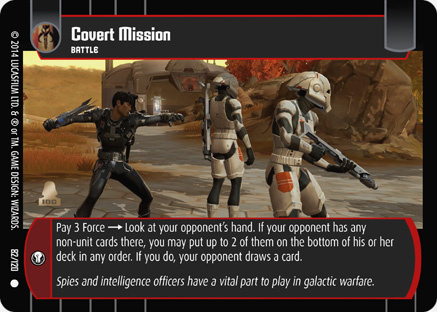 Covert Mission
BATTLE
© 2014 LUCASFILM LTD. & ® or TM. GAME DESIGN: WIZARDS.
82/120
IDC
Pay 3 Force → Look at your opponent's hand. If your opponent has any
non-unit cards there, you may put up to 2 of them on the bottom of his or her
deck in any order. If you do, your opponent draws a card.
Spies and intelligence officers have a vital part to play in galactic warfare.